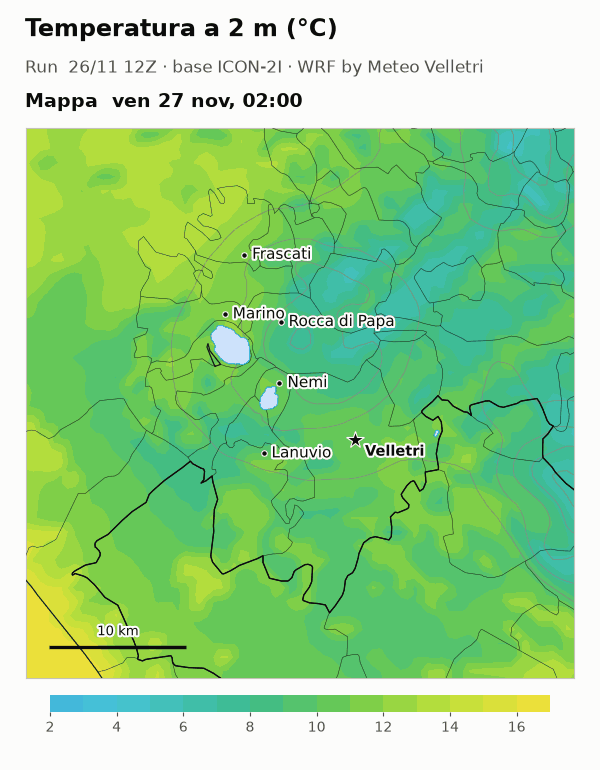 Temperatura a 2 m (°C)
Run  26/11 12Z · base ICON-2I · WRF by Meteo Velletri
Mappa  ven 27 nov, 02:00
Frascati
Marino
Rocca di Papa
Nemi
Velletri
Lanuvio
10 km
2 4 6 8 10 12 14 16